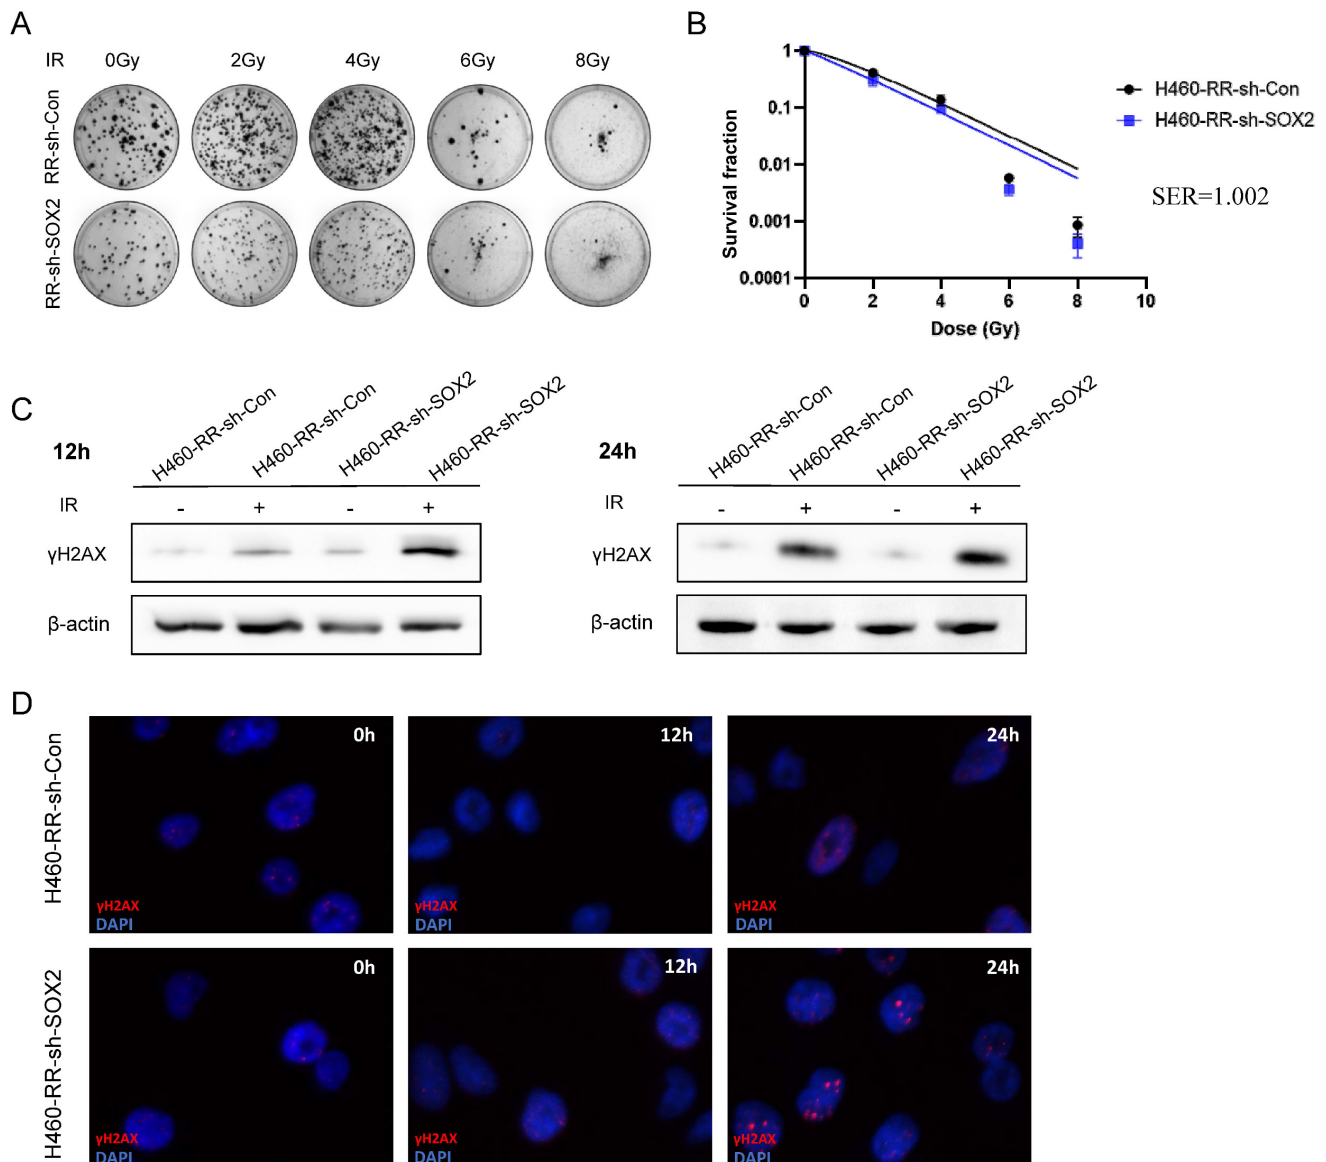 A
IR 0Gy 2Gy 4Gy 6Gy 8Gy
RR-sh-Con
RR-sh-SOX2
B
Survival fraction
1
0.1
0.01
0.001
0.0001
0 2 4 6 8 10
Dose (Gy)
H460-RR-sh-Con
H460-RR-sh-SOX2
SER=1.002
C
12h
H460-RR-sh-Con
H460-RR-sh-Con
H460-RR-sh-SOX2
H460-RR-sh-SOX2
IR - + - +
γH2AX
β-actin
24h
H460-RR-sh-Con
H460-RR-sh-Con
H460-RR-sh-SOX2
H460-RR-sh-SOX2
IR - + - +
γH2AX
β-actin
D
H460-RR-sh-Con
0h
γH2AX
DAPI
12h
γH2AX
DAPI
24h
γH2AX
DAPI
H460-RR-sh-SOX2
0h
γH2AX
DAPI
12h
γH2AX
DAPI
24h
γH2AX
DAPI